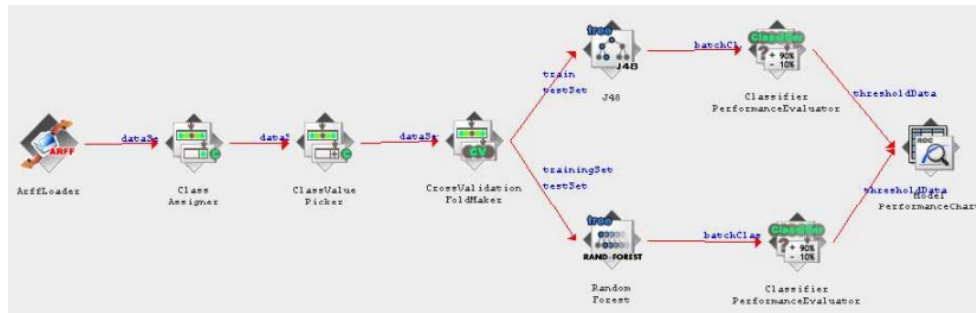 ARFF
ArffLoader
dataSe
Class
Assigner
dataS
ClassValue
Picker
dataSe
CV
CrossValidation
FoldMaker
train
testSet
trainingSet
testSet
tree
J48
J48
batchCl
Classifier
? + 90%
- 10%
Classifier
PerformanceEvaluator
thresholdData
tree
RAND-FOREST
Random
Forest
batchClas
Classifier
? + 90%
- 10%
Classifier
PerformanceEvaluator
thresholdData
ROC
Model
PerformanceChart